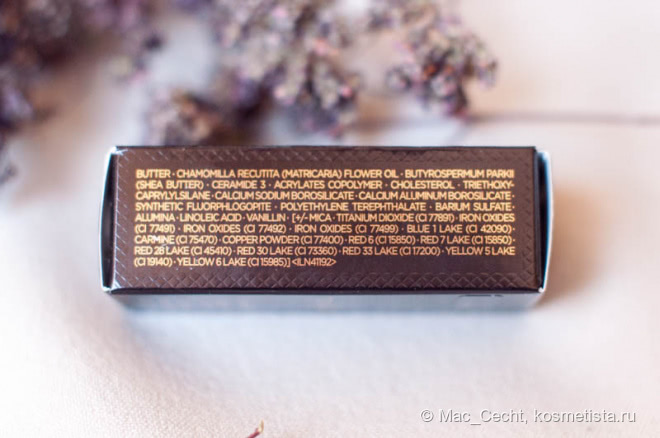 BUTTER · CHAMOMILLA RECUTITA (MATRICARIA) FLOWER OIL · BUTYROSPERMUM PARKII
(SHEA BUTTER) · CERAMIDE 3 · ACRYLATES COPOLYMER · CHOLESTEROL · TRIETHOXY-
CAPRYLYLSILANE · CALCIUM SODIUM BOROSILICATE · CALCIUM ALUMINUM BOROSILICATE ·
SYNTHETIC FLUORPHLOGOPITE · POLYETHYLENE TEREPHTHALATE · BARIUM SULFATE ·
ALUMINA · LINOLEIC ACID · VANILLIN · [+/- MICA · TITANIUM DIOXIDE (CI 77891) · IRON OXIDES
(CI 77491) · IRON OXIDES (CI 77492) · IRON OXIDES (CI 77499) · BLUE 1 LAKE (CI 42090) ·
CARMINE (CI 75470) · COPPER POWDER (CI 77400) · RED 6 (CI 15850) · RED 7 LAKE (CI 15850) ·
RED 28 LAKE (CI 45410) · RED 30 LAKE (CI 73360) · RED 33 LAKE (CI 17200) · YELLOW 5 LAKE
(CI 19140) · YELLOW 6 LAKE (CI 15985)] <ILN41192>
© Mac_Cecht, kosmetista.ru